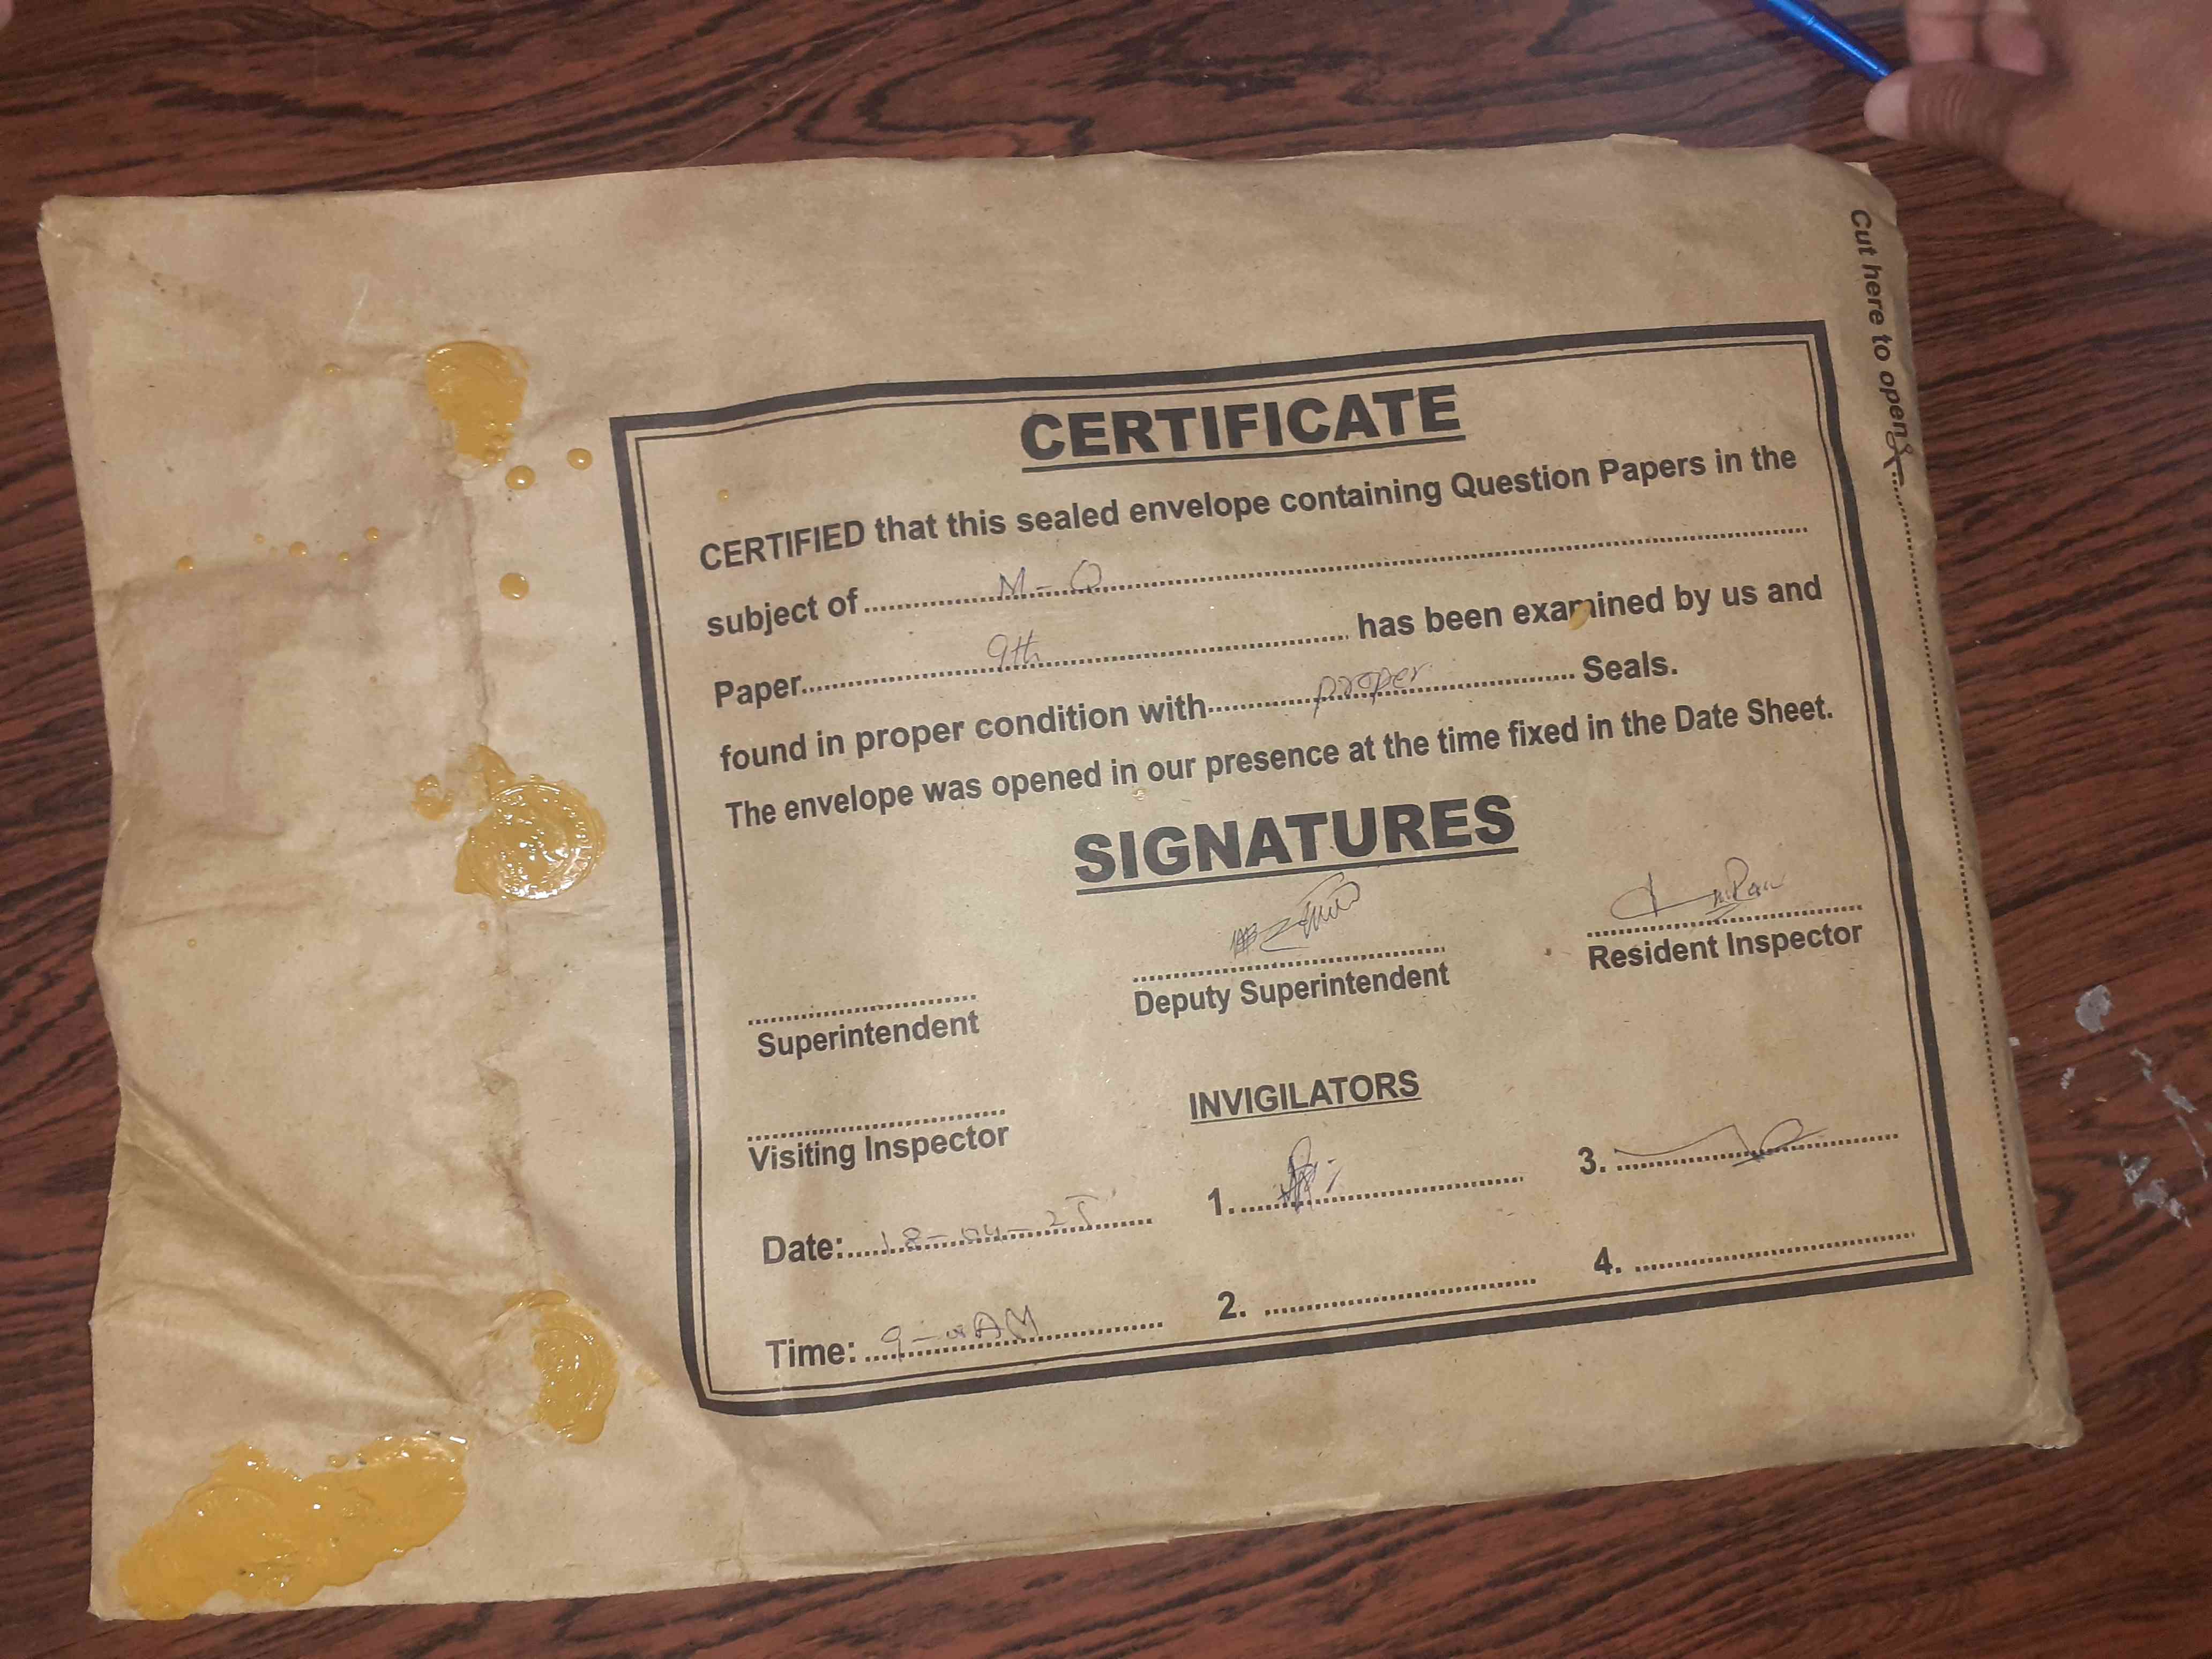 Cut here to open
CERTIFICATE
CERTIFIED that this sealed envelope containing Question Papers in the
subject of M-Q
Paper 9th has been examined by us and
found in proper condition with proper Seals.
The envelope was opened in our presence at the time fixed in the Date Sheet.
SIGNATURES
Superintendent
Deputy Superintendent
Resident Inspector
Visiting Inspector
INVIGILATORS
1.
3.
Date: 18-04-25
2.
4.
Time: 9-00 AM